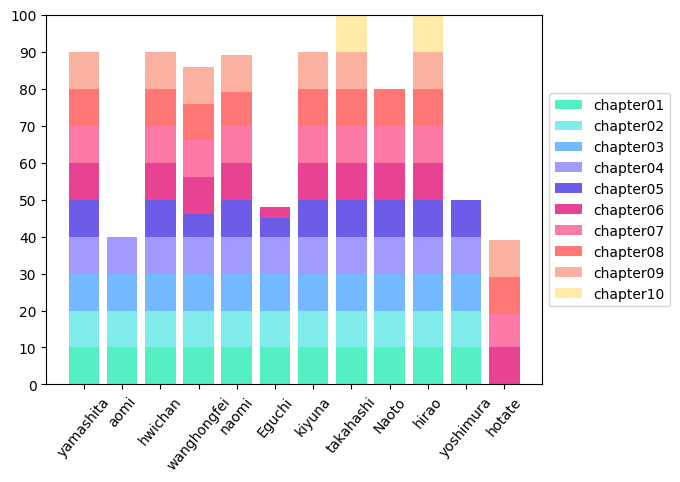 100
90
80
70
60
50
40
30
20
10
0
yamashita
aomi
hwichan
wanghongfei
naomi
Eguchi
kiyuna
takahashi
Naoto
hirao
yoshimura
hotate
chapter01
chapter02
chapter03
chapter04
chapter05
chapter06
chapter07
chapter08
chapter09
chapter10